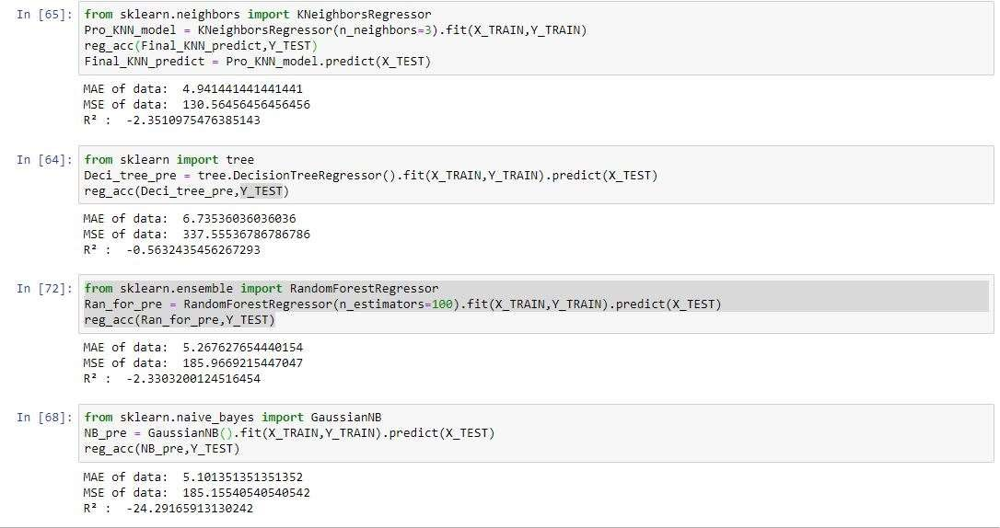 In [65]: from sklearn.neighbors import KNeighborsRegressor
Pro_KNN_model = KNeighborsRegressor(n_neighbors=3).fit(X_TRAIN,Y_TRAIN)
reg_acc(Final_KNN_predict,Y_TEST)
Final_KNN_predict = Pro_KNN_model.predict(X_TEST)
MAE of data:  4.941441441441441
MSE of data:  130.56456456456456
R² :  -2.3510975476385143
In [64]: from sklearn import tree
Deci_tree_pre = tree.DecisionTreeRegressor().fit(X_TRAIN,Y_TRAIN).predict(X_TEST)
reg_acc(Deci_tree_pre,Y_TEST)
MAE of data:  6.73536036036036
MSE of data:  337.55536786786786
R² :  -0.5632435456267293
In [72]: from sklearn.ensemble import RandomForestRegressor
Ran_for_pre = RandomForestRegressor(n_estimators=100).fit(X_TRAIN,Y_TRAIN).predict(X_TEST)
reg_acc(Ran_for_pre,Y_TEST)
MAE of data:  5.267627654440154
MSE of data:  185.9669215447047
R² :  -2.3303200124516454
In [68]: from sklearn.naive_bayes import GaussianNB
NB_pre = GaussianNB().fit(X_TRAIN,Y_TRAIN).predict(X_TEST)
reg_acc(NB_pre,Y_TEST)
MAE of data:  5.101351351351352
MSE of data:  185.15540540540542
R² :  -24.29165913130242